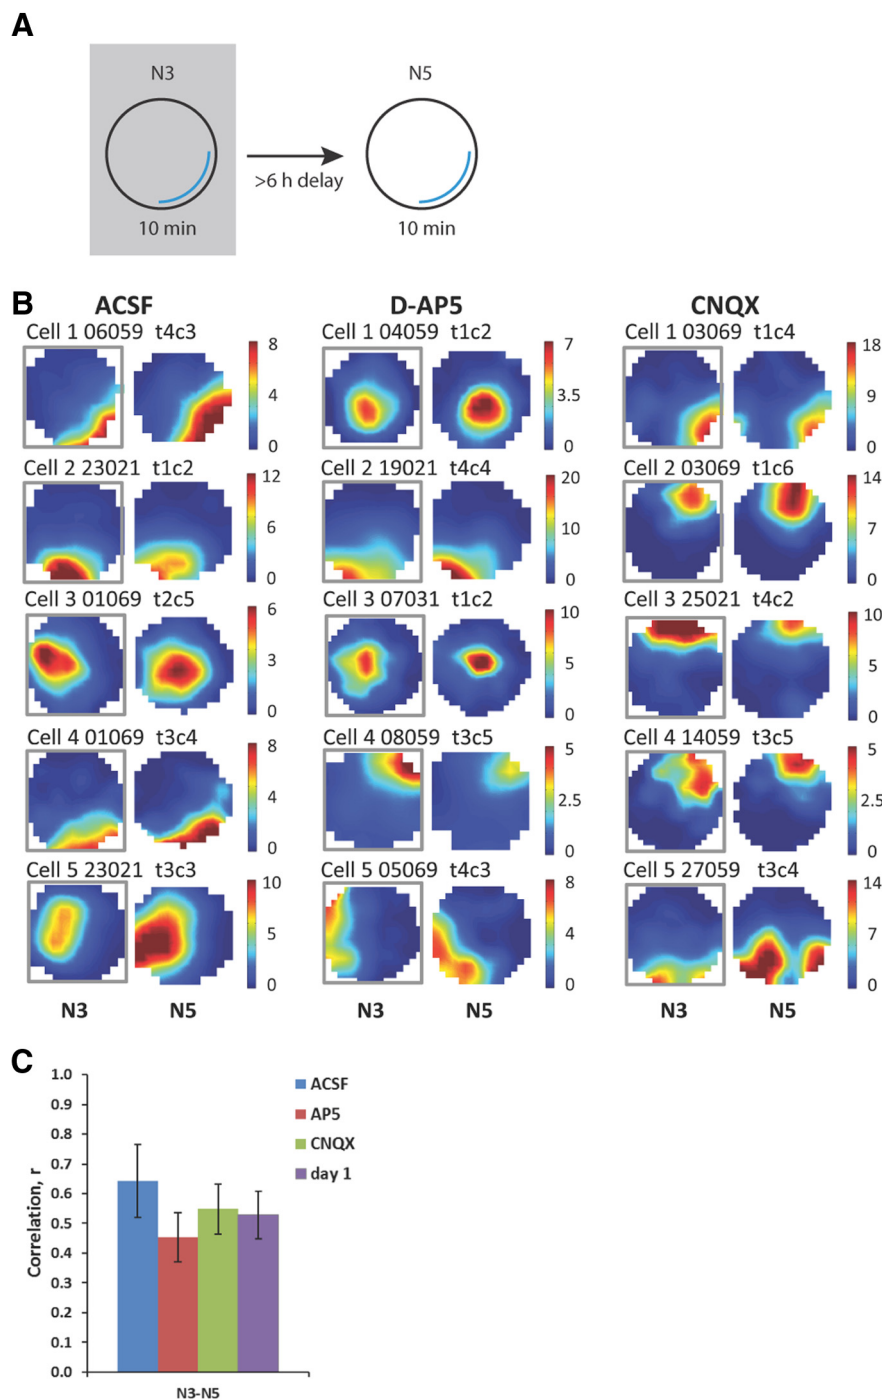 A
N3
N5
>6 h delay
10 min
10 min
B
ACSF
D-AP5
CNQX
Cell 1 06059 t4c3
8
4
0
Cell 1 04059 t1c2
7
3.5
0
Cell 1 03069 t1c4
18
9
0
Cell 2 23021 t1c2
12
6
0
Cell 2 19021 t4c4
20
10
0
Cell 2 03069 t1c6
14
7
0
Cell 3 01069 t2c5
6
3
0
Cell 3 07031 t1c2
10
5
0
Cell 3 25021 t4c2
10
5
0
Cell 4 01069 t3c4
8
4
0
Cell 4 08059 t3c5
5
2.5
0
Cell 4 14059 t3c5
5
2.5
0
Cell 5 23021 t3c3
10
5
0
Cell 5 05069 t4c3
8
4
0
Cell 5 27059 t3c4
14
7
0
N3 N5
N3 N5
N3 N5
C
Correlation, r
1.0
0.9
0.8
0.7
0.6
0.5
0.4
0.3
0.2
0.1
0.0
ACSF
AP5
CNQX
day 1
N3-N5